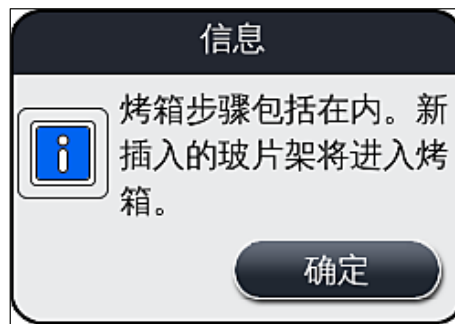 信息
烤箱步骤包括在内。新
插入的玻片架将进入烤
箱。
确定